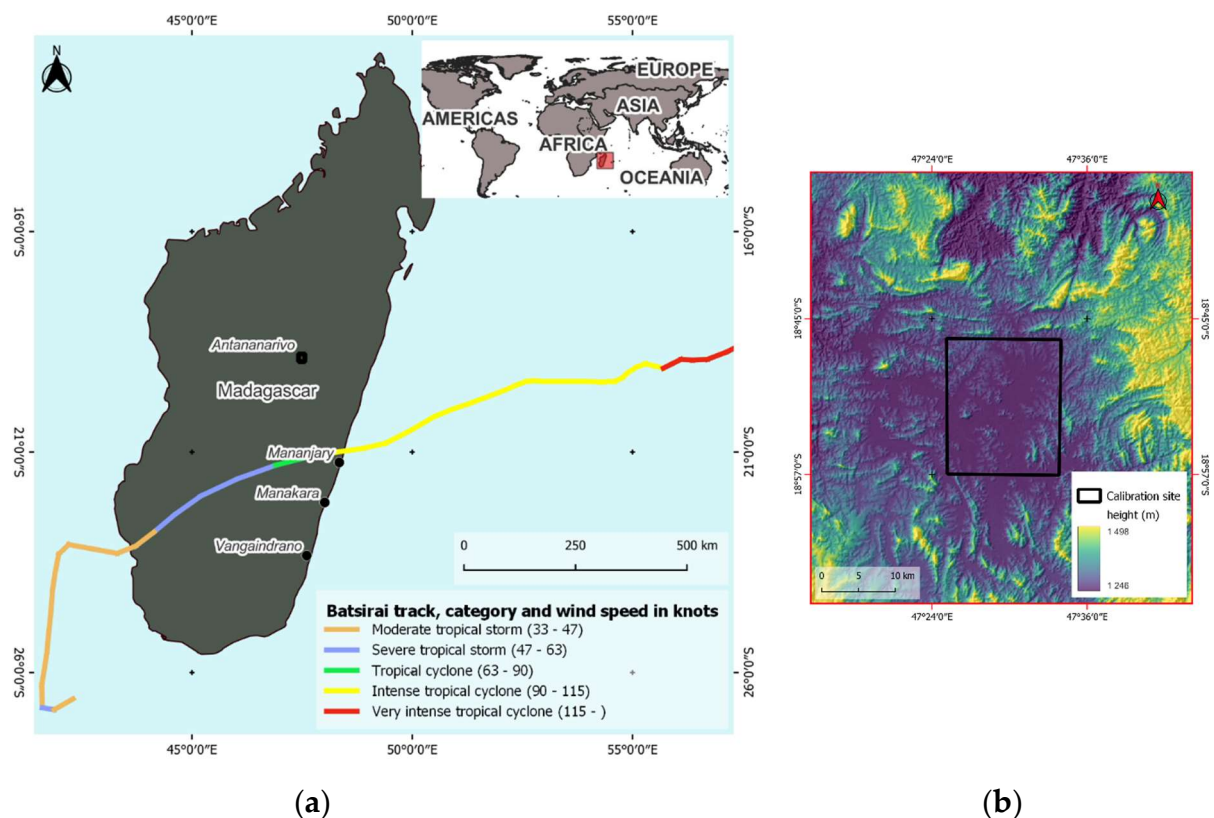 45°0'0"E 50°0'0"E 55°0'0"E
N
EUROPE
ASIA
AMERICAS
AFRICA
OCEANIA
16°0'0"S
16°0'0"S
Antananarivo
Madagascar
Mananjary
21°0'0"S
21°0'0"S
Manakara
Vangaindrano
0 250 500 km
Batsirai track, category and wind speed in knots
Moderate tropical storm (33 - 47)
Severe tropical storm (47 - 63)
Tropical cyclone (63 - 90)
Intense tropical cyclone (90 - 115)
Very intense tropical cyclone (115 - )
26°0'0"S
26°0'0"S
45°0'0"E 50°0'0"E 55°0'0"E
(a)
47°24'0"E 47°36'0"E
18°45'0"S
18°45'0"S
18°57'0"S
18°57'0"S
Calibration site
height (m)
1 498
1 246
0 5 10 km
47°24'0"E 47°36'0"E
(b)